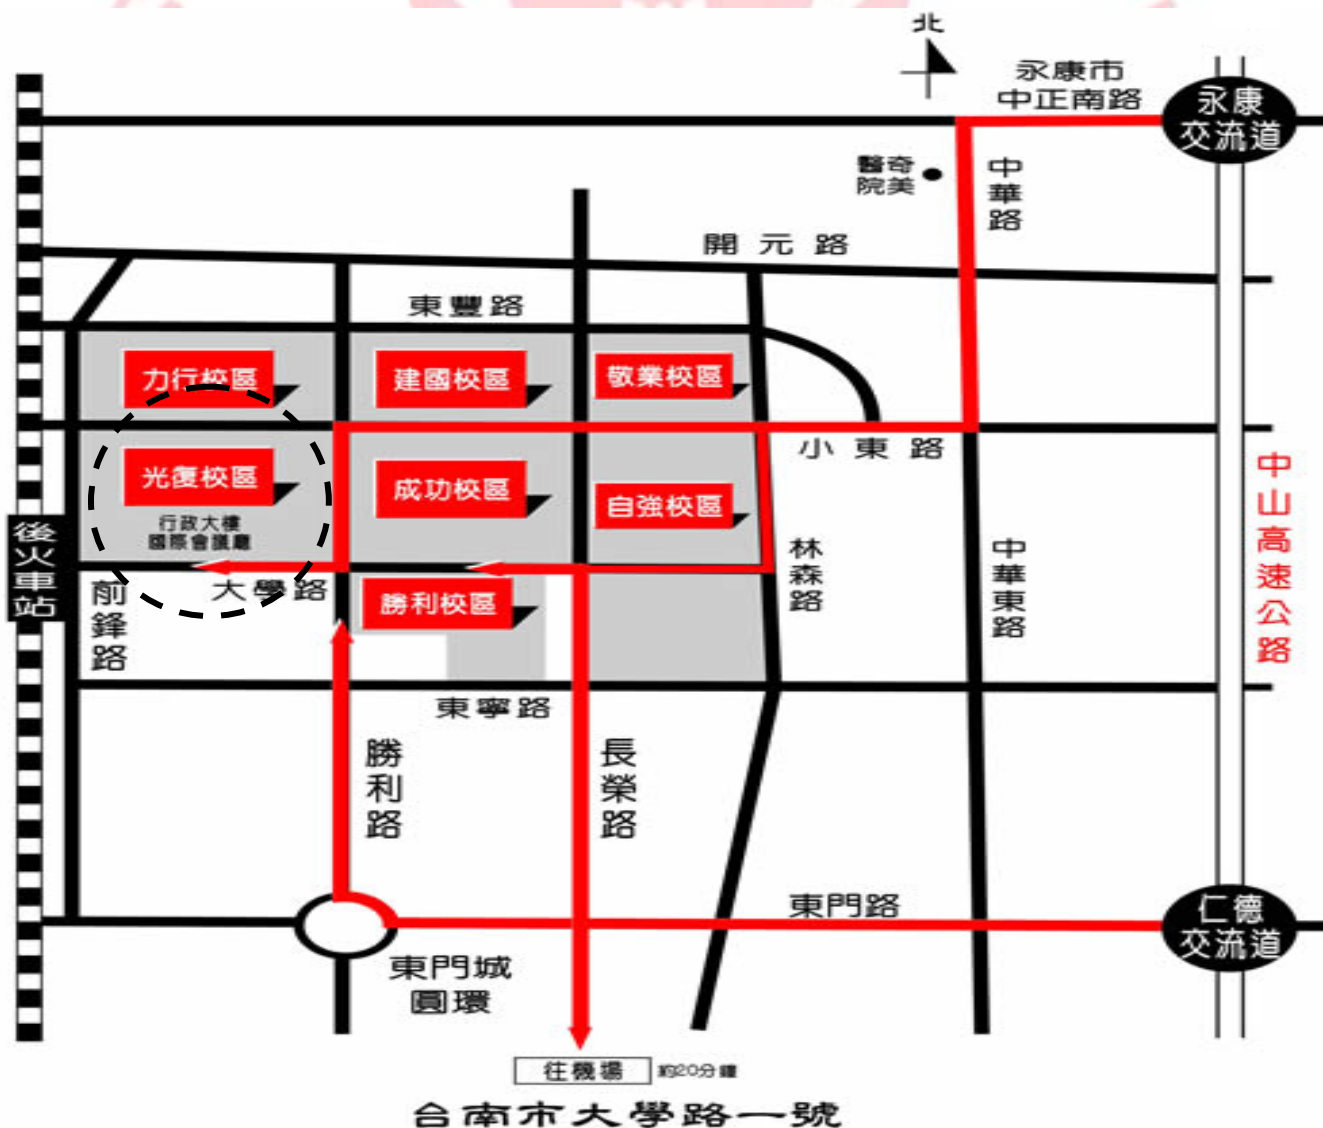 北
永康市
中正南路
永康
交流道
醫奇
院美
中華路
開元路
東豐路
力行校區
建國校區
敬業校區
小東路
光復校區
成功校區
自強校區
中山高速公路
行政大樓
國際會議廳
後火車站
前鋒路
大學路
勝利校區
林森路
中華東路
東寧路
勝利路
長榮路
東門路
仁德
交流道
東門城
圓環
往機場 約20分鐘
台南市大學路一號